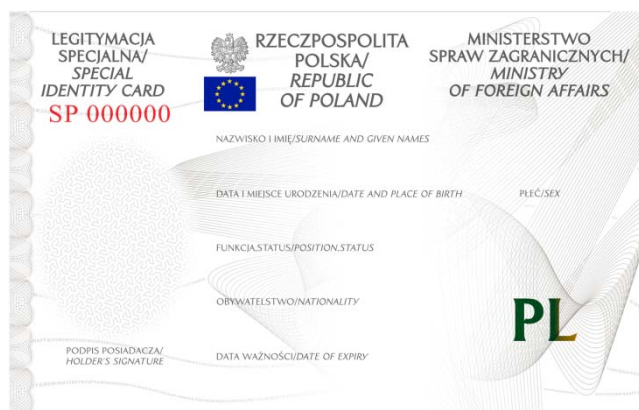 LEGITYMACJA
SPECJALNA/
SPECIAL
IDENTITY CARD
SP 000000
RZECZPOSPOLITA
POLSKA/
REPUBLIC
OF POLAND
MINISTERSTWO
SPRAW ZAGRANICZNYCH/
MINISTRY
OF FOREIGN AFFAIRS
NAZWISKO I IMIĘ/SURNAME AND GIVEN NAMES
DATA I MIEJSCE URODZENIA/DATE AND PLACE OF BIRTH
PŁEĆ/SEX
FUNKCJA,STATUS/POSITION,STATUS
OBYWATELSTWO/NATIONALITY
PL
PODPIS POSIADACZA/
HOLDER'S SIGNATURE
DATA WAŻNOŚCI/DATE OF EXPIRY